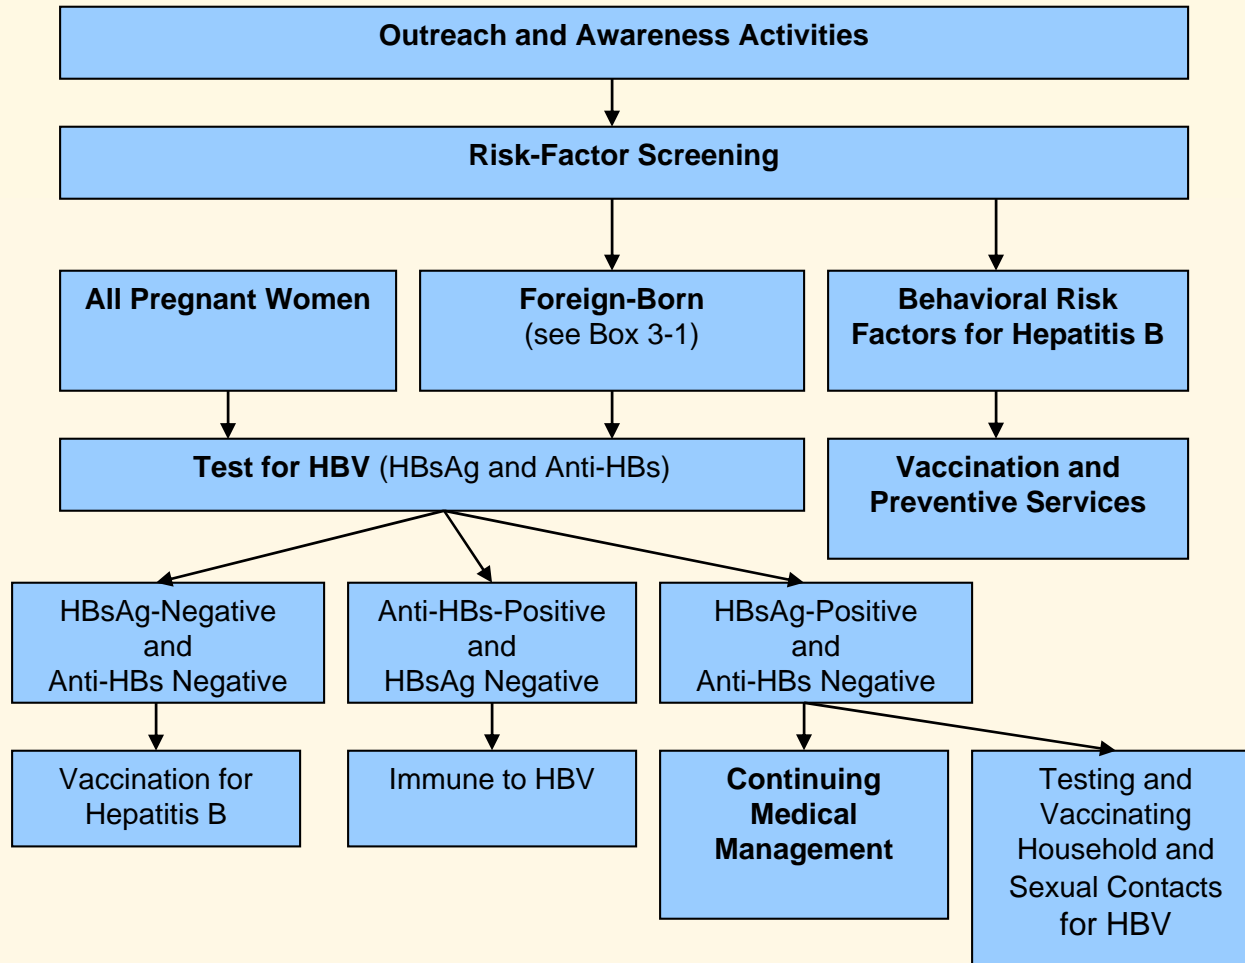 Outreach and Awareness Activities
Risk-Factor Screening
All Pregnant Women
Foreign-Born
(see Box 3-1)
Behavioral Risk
Factors for Hepatitis B
Test for HBV (HBsAg and Anti-HBs)
Vaccination and
Preventive Services
HBsAg-Negative
and
Anti-HBs Negative
Anti-HBs-Positive
and
HBsAg Negative
HBsAg-Positive
and
Anti-HBs Negative
Vaccination for
Hepatitis B
Immune to HBV
Continuing
Medical
Management
Testing and
Vaccinating
Household and
Sexual Contacts
for HBV